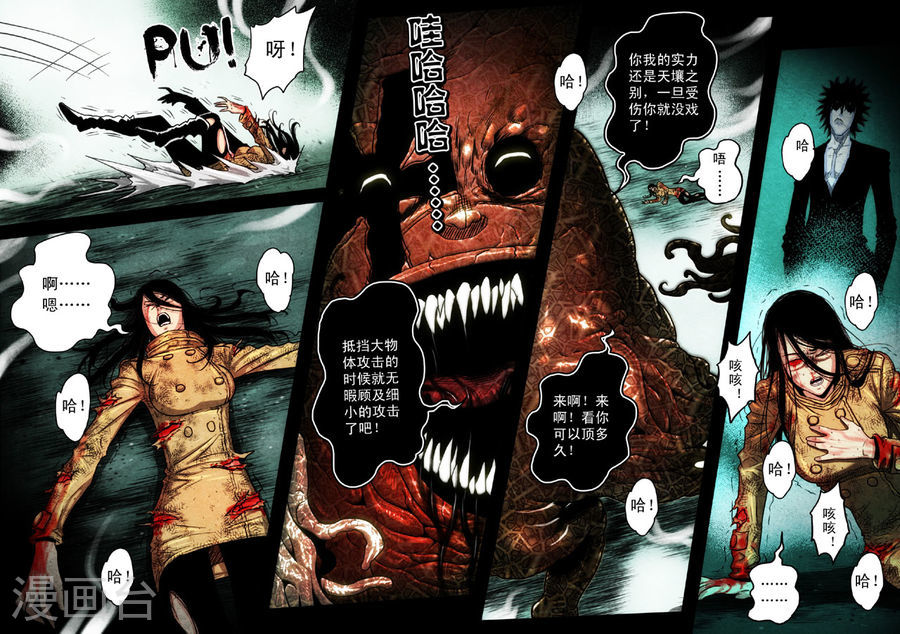 PU!
呀！
啊……
嗯……
哈！
哈！
哈！
哇哈哈哈……
抵挡大物
体攻击的
时候就无
暇顾及细
小的攻击
了吧！
哈！
你我的实力
还是天壤之
别，一旦受
伤你就没戏
了！
唔
……
来啊！来
啊！看你
可以顶多
久！
哈！
哈
哈！
咳
咳！
哈！
咳
咳！
……
哈！
漫画台